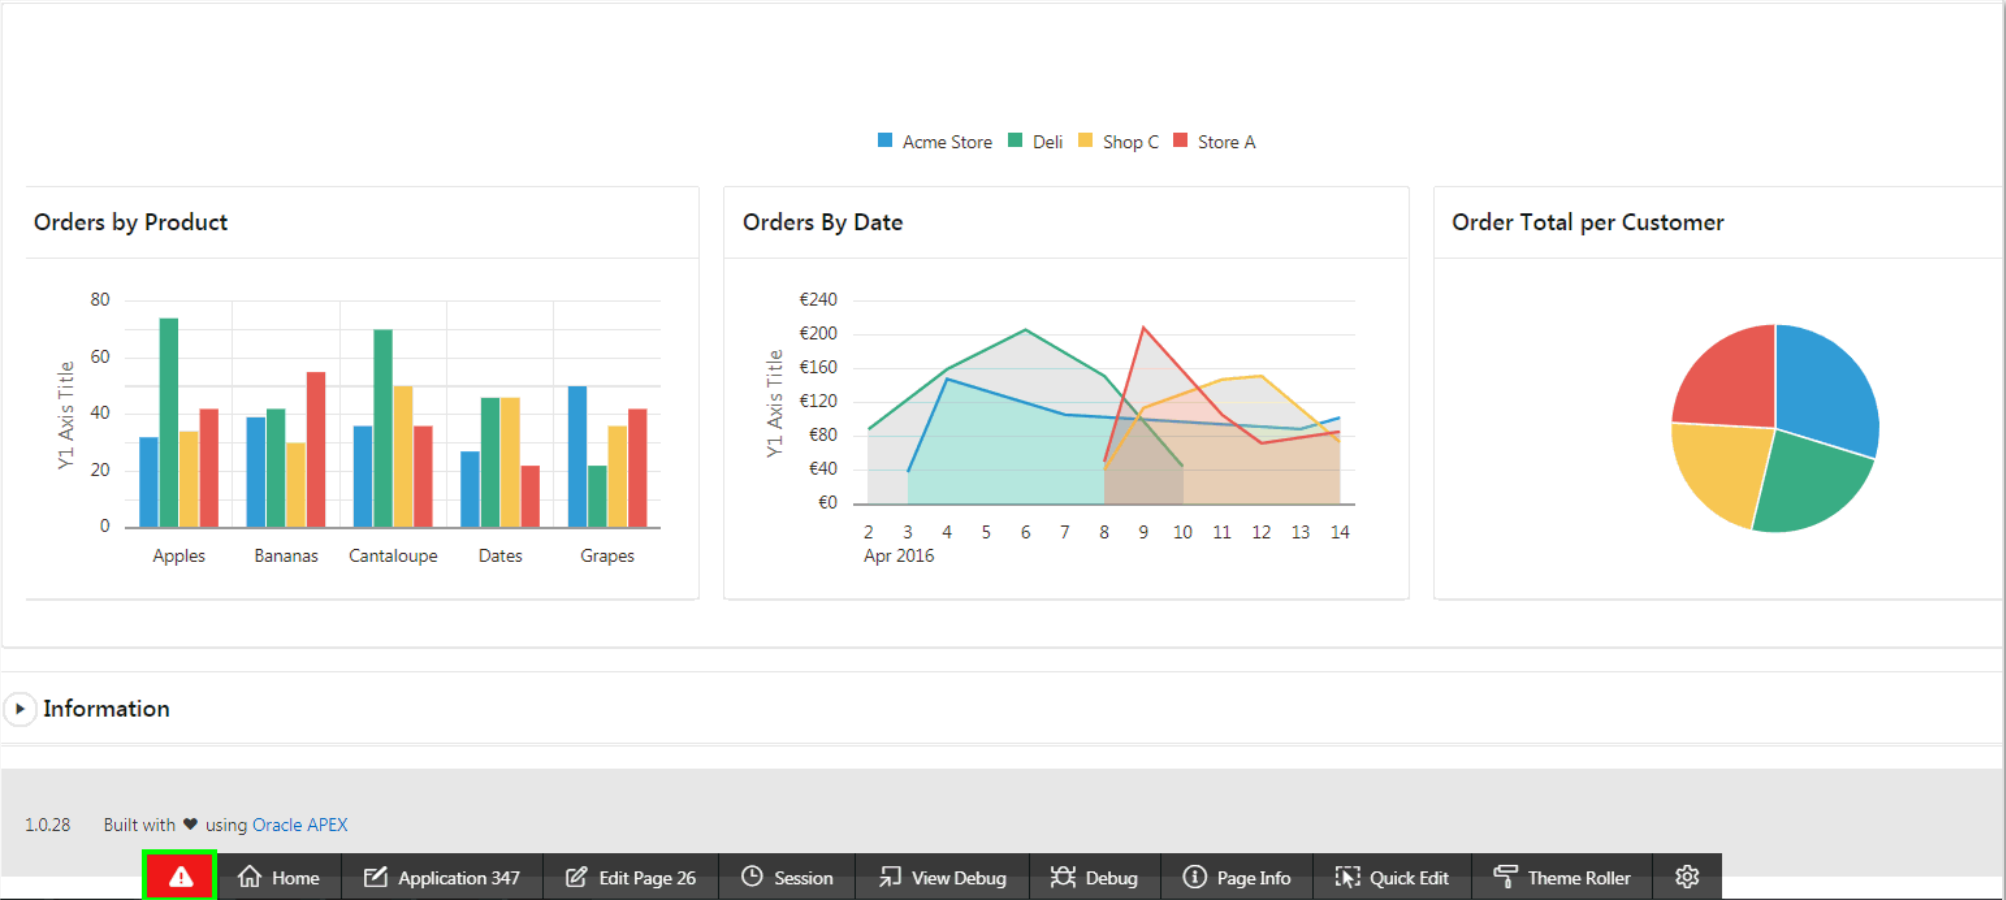 Acme Store Deli Shop C Store A
Orders by Product
Y1 Axis Title
80
60
40
20
0
Apples Bananas Cantaloupe Dates Grapes
Orders By Date
Y1 Axis Title
€240
€200
€160
€120
€80
€40
€0
2 3 4 5 6 7 8 9 10 11 12 13 14
Apr 2016
Order Total per Customer
Information
1.0.28 Built with ♥ using Oracle APEX
Home Application 347 Edit Page 26 Session View Debug Debug Page Info Quick Edit Theme Roller